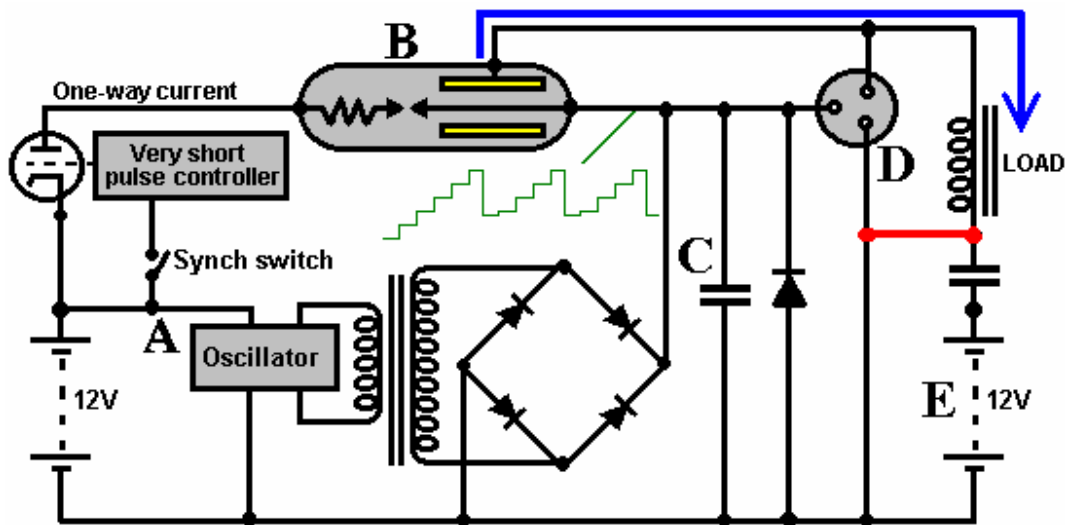 B
One-way current
Very short
pulse controller
D
LOAD
Synch switch
C
A
Oscillator
12V
E
12V